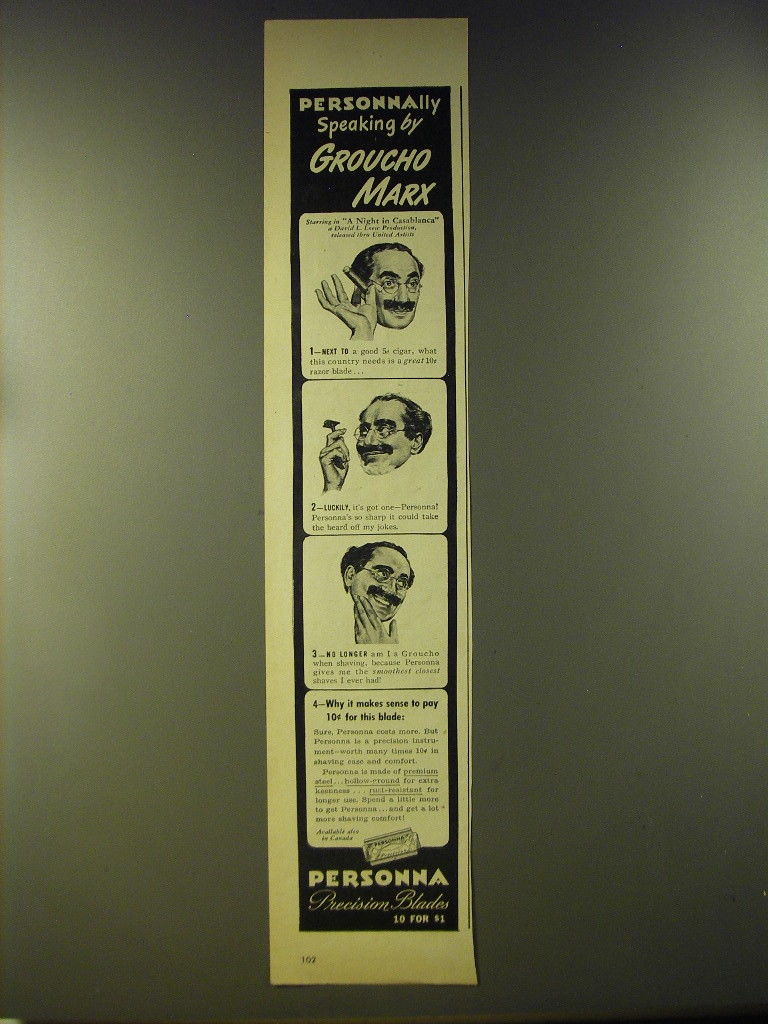 PERSONNAlly
Speaking by
GROUCHO
MARX
Starring in "A Night in Casablanca"
a David L. Loew Production,
released thru United Artists
1—NEXT TO a good 5¢ cigar, what
this country needs is a great 10¢
razor blade...
2—LUCKILY, it's got one—Personna!
Personna's so sharp it could take
the beard off my jokes.
3—NO LONGER am I a Groucho
when shaving, because Personna
gives me the smoothest closest
shaves I ever had!
4—Why it makes sense to pay
10¢ for this blade:
Sure, Personna costs more. But
Personna is a precision instru-
ment—worth many times 10¢ in
shaving ease and comfort.
Personna is made of premium
steel...hollow-ground for extra
keenness...rust-resistant for
longer use. Spend a little more
to get Personna...and get a lot
more shaving comfort!
Available also
in Canada
PERSONNA
PERSONNA
Precision Blades
10 FOR $1
102